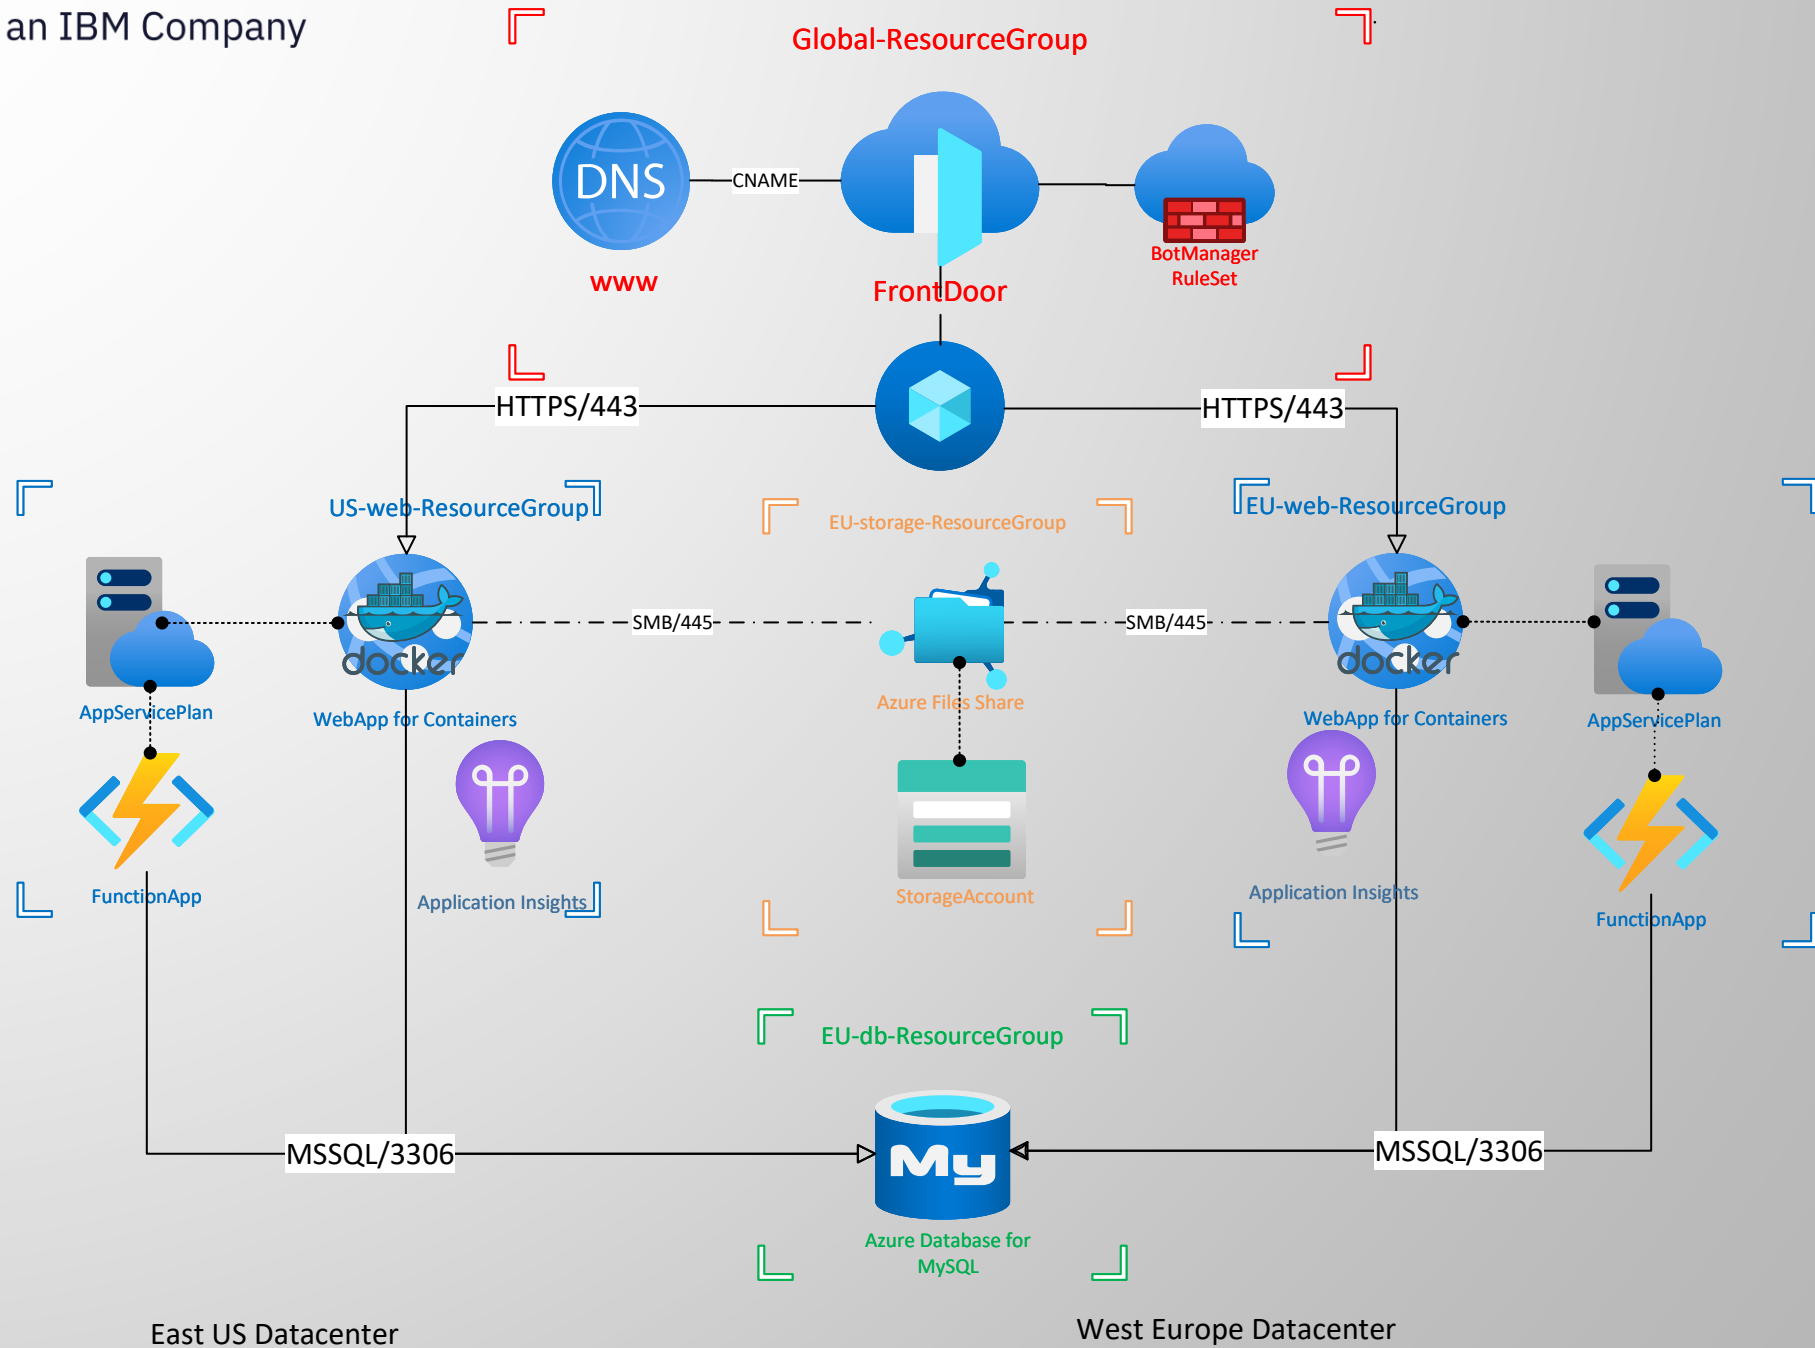 an IBM Company
Global-ResourceGroup
DNS
CNAME
www
FrontDoor
BotManager
RuleSet
HTTPS/443
HTTPS/443
US-web-ResourceGroup
EU-storage-ResourceGroup
EU-web-ResourceGroup
docker
SMB/445
SMB/445
docker
AppServicePlan
WebApp for Containers
Azure Files Share
WebApp for Containers
AppServicePlan
FunctionApp
Application Insights
StorageAccount
Application Insights
FunctionApp
EU-db-ResourceGroup
MSSQL/3306
My
MSSQL/3306
Azure Database for
MySQL
East US Datacenter
West Europe Datacenter